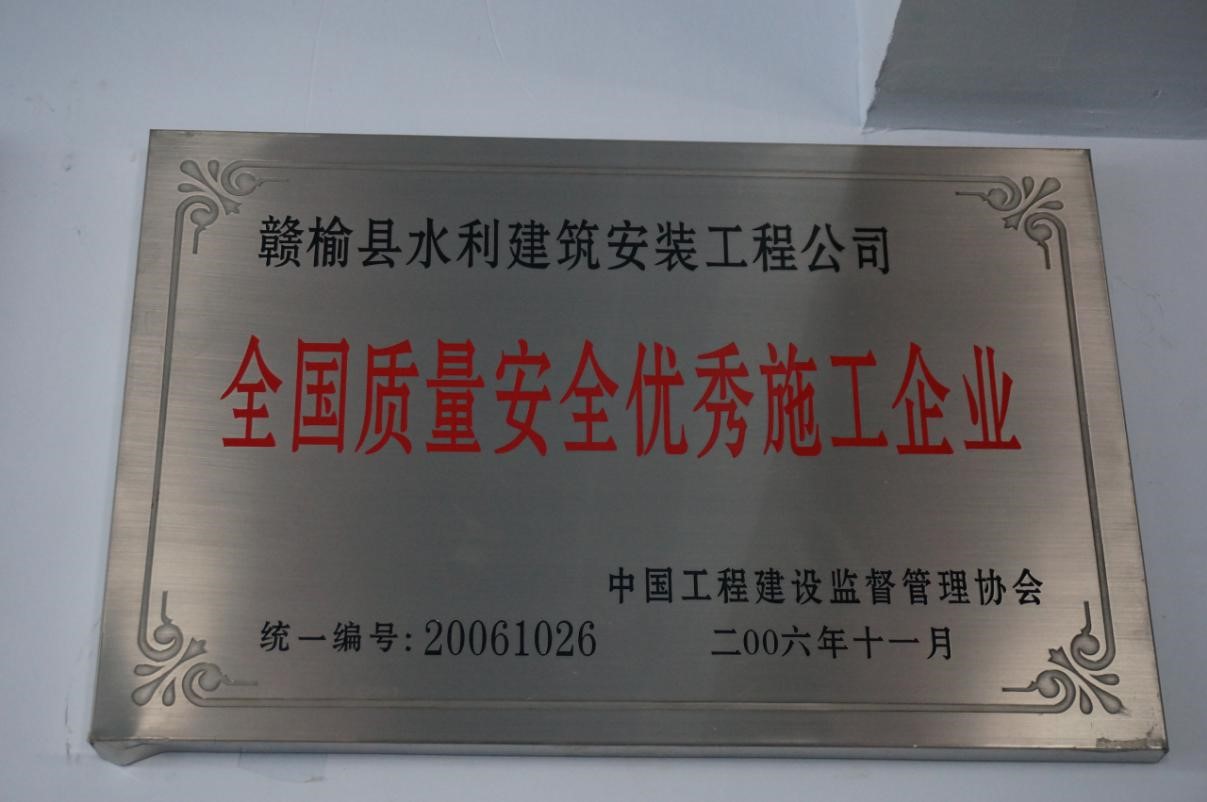 赣榆县水利建筑安装工程公司
全国质量安全优秀施工企业
中国工程建设监督管理协会
统一编号:20061026
二00六年十一月